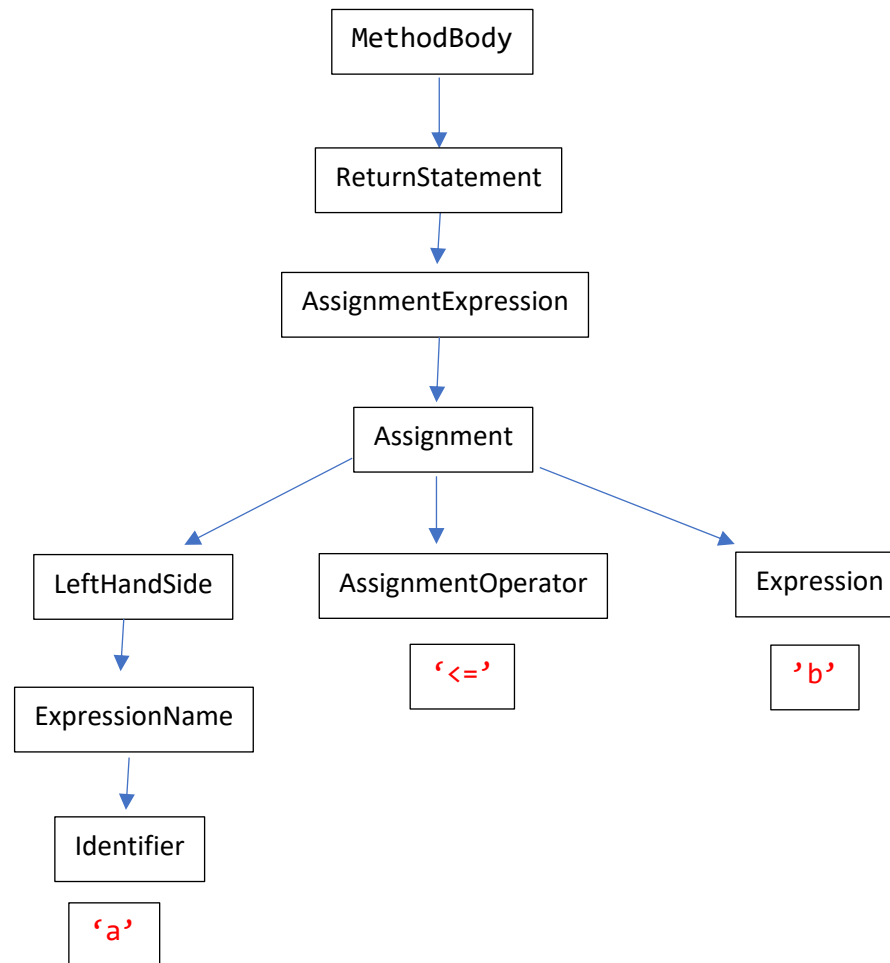 MethodBody
ReturnStatement
AssignmentExpression
Assignment
LeftHandSide
AssignmentOperator
Expression
‘<=’
’b’
ExpressionName
Identifier
‘a’